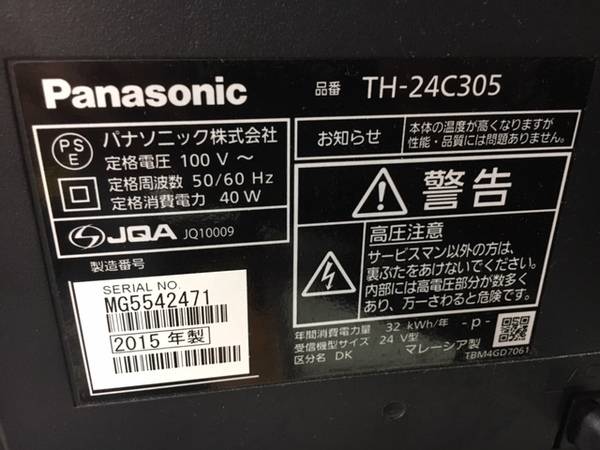 Panasonic
品番 TH-24C305
PS
E
パナソニック株式会社
定格電圧 100 V ～
定格周波数 50/60 Hz
定格消費電力 40 W
JQA JQ10009
製造番号
SERIAL NO.
MG5542471
2015 年製
お知らせ
本体の温度が高くなりますが
性能・品質には問題ありません。
警告
高圧注意
サービスマン以外の方は、
裏ぶたをあけないでください。
内部には高電圧部分が数多く
あり、万一さわると危険です。
年間消費電力量 32 kWh/年
受信機型サイズ 24 V型
区分名 DK
-p-
マレーシア製
TBM4GD7061